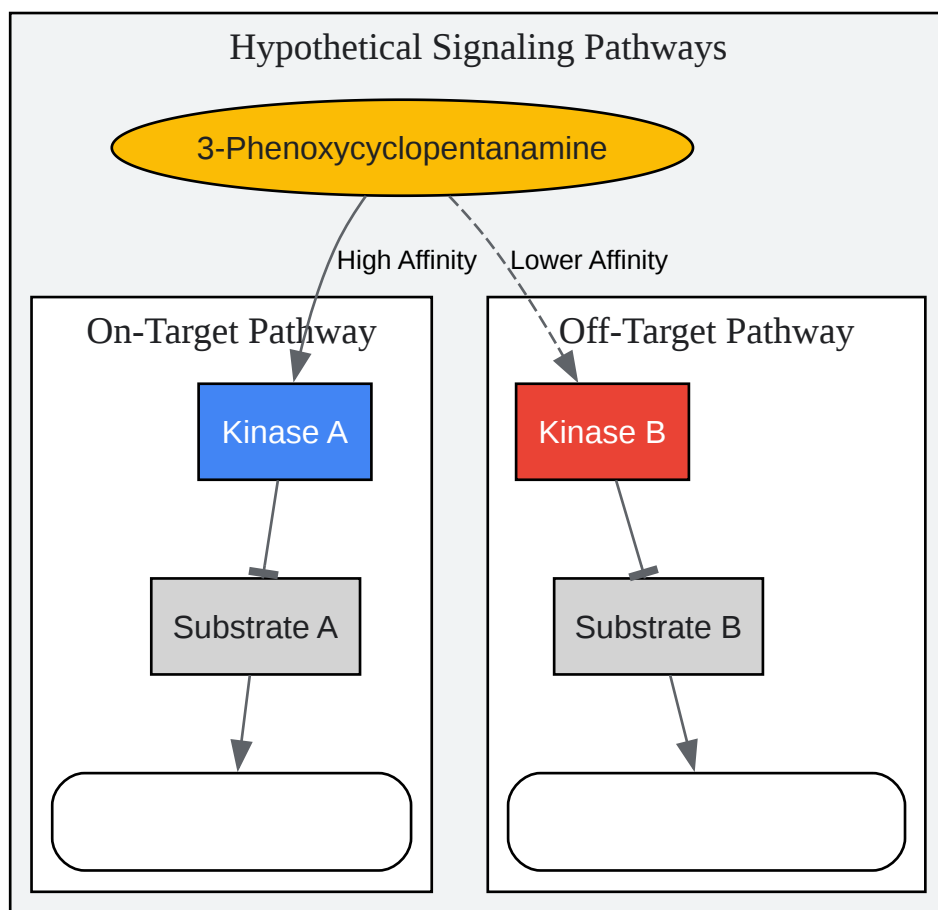 Hypothetical Signaling Pathways
3-Phenoxycyclopentanamine
High Affinity
Lower Affinity
On-Target Pathway
Off-Target Pathway
Kinase A
Kinase B
Substrate A
Substrate B